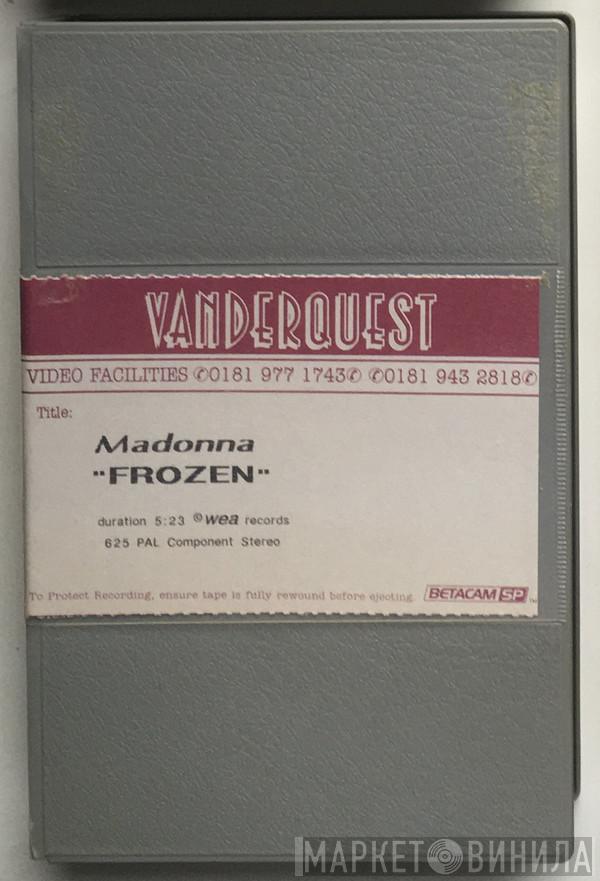 VANDERQUEST
VIDEO FACILITIES ✆0181 977 1743✆ ✆0181 943 2818✆
Title:
Madonna
"FROZEN"
duration 5:23 ©wea records
625 PAL Component Stereo
To Protect Recording, ensure tape is fully rewound before ejecting. BETACAM SP ™
МАРКЕТ ВИНИЛА